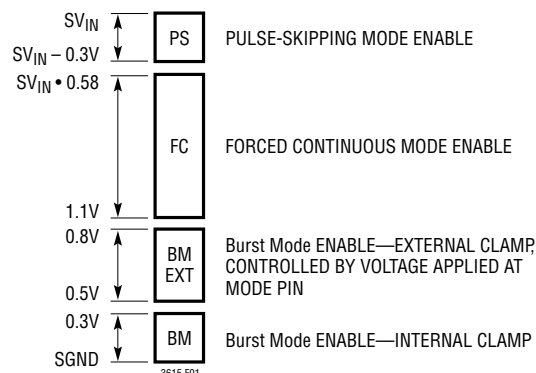 SVIN
SVIN – 0.3V
PS
PULSE-SKIPPING MODE ENABLE
SVIN • 0.58
FC
FORCED CONTINUOUS MODE ENABLE
1.1V
0.8V
BM
EXT
Burst Mode ENABLE—EXTERNAL CLAMP,
CONTROLLED BY VOLTAGE APPLIED AT
MODE PIN
0.5V
0.3V
BM
Burst Mode ENABLE—INTERNAL CLAMP
SGND
3615 F01